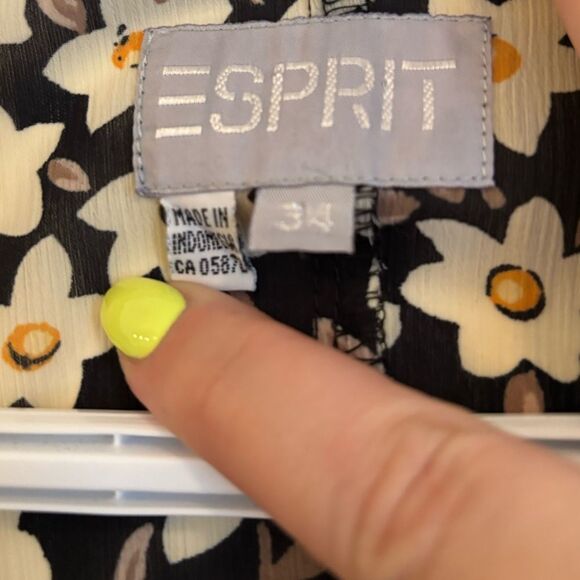 ESPRIT
34
MADE IN
INDONESIA
CA 0587